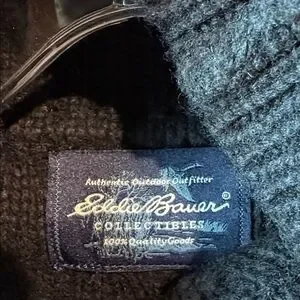 Authentic Outdoor Outfitter
Eddie Bauer®
COLLECTIBLES
100% Quality Goods